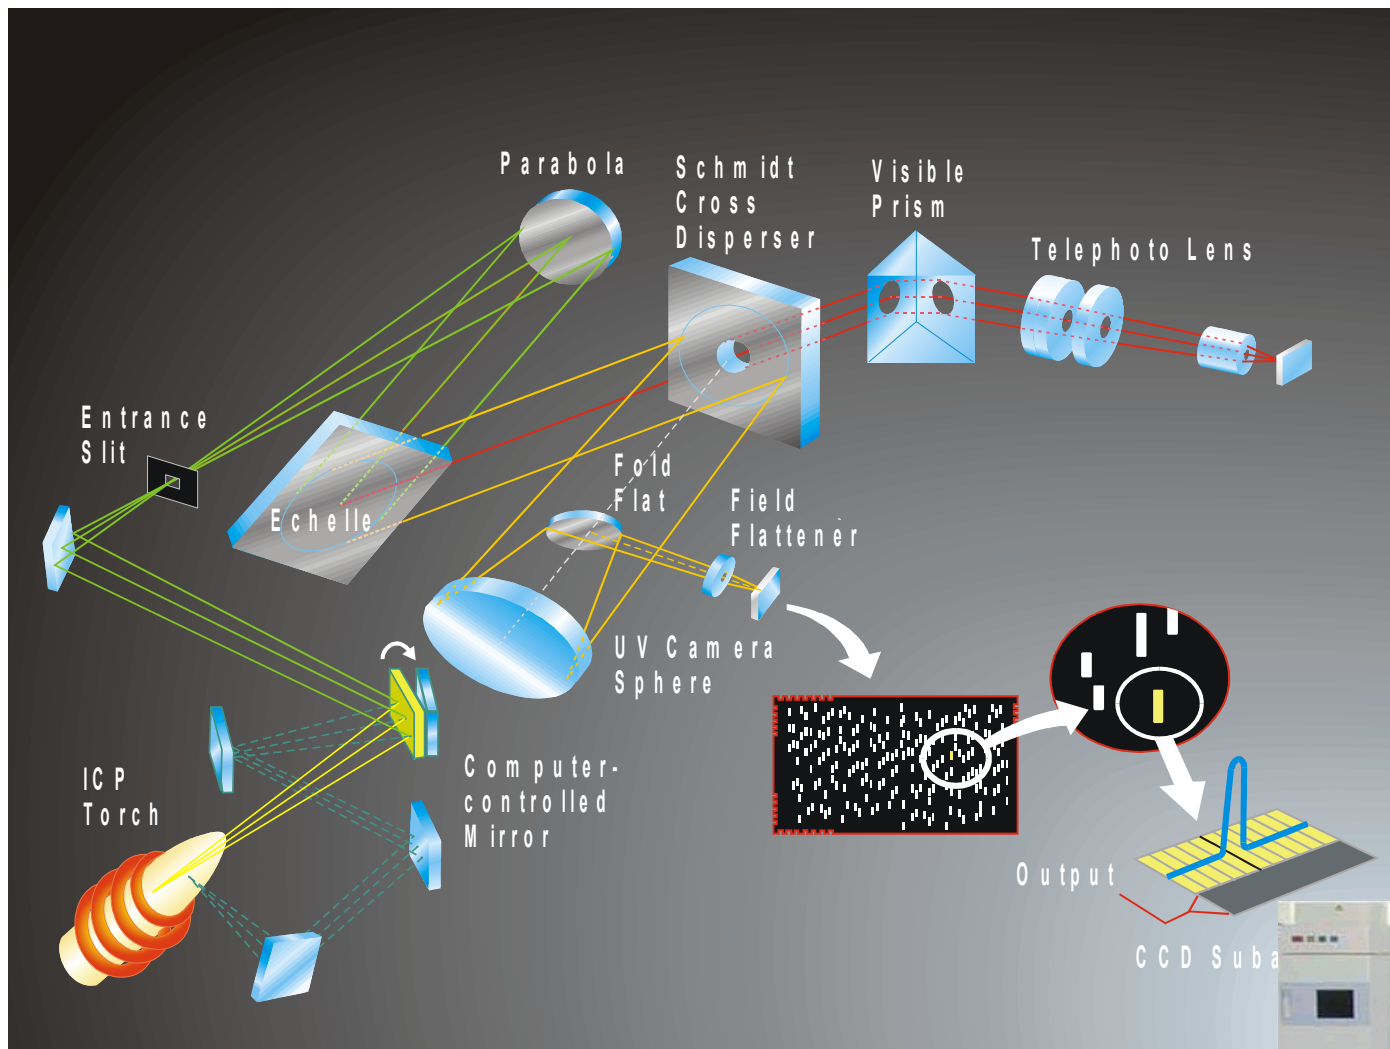 Parabola
Schmidt
Cross
Disperser
Visible
Prism
Telephoto Lens
Entrance
Slit
Echelle
Fold
Flat
Field
Flattener
UV Camera
Sphere
ICP
Torch
Computer-
controlled
Mirror
Output
CCD